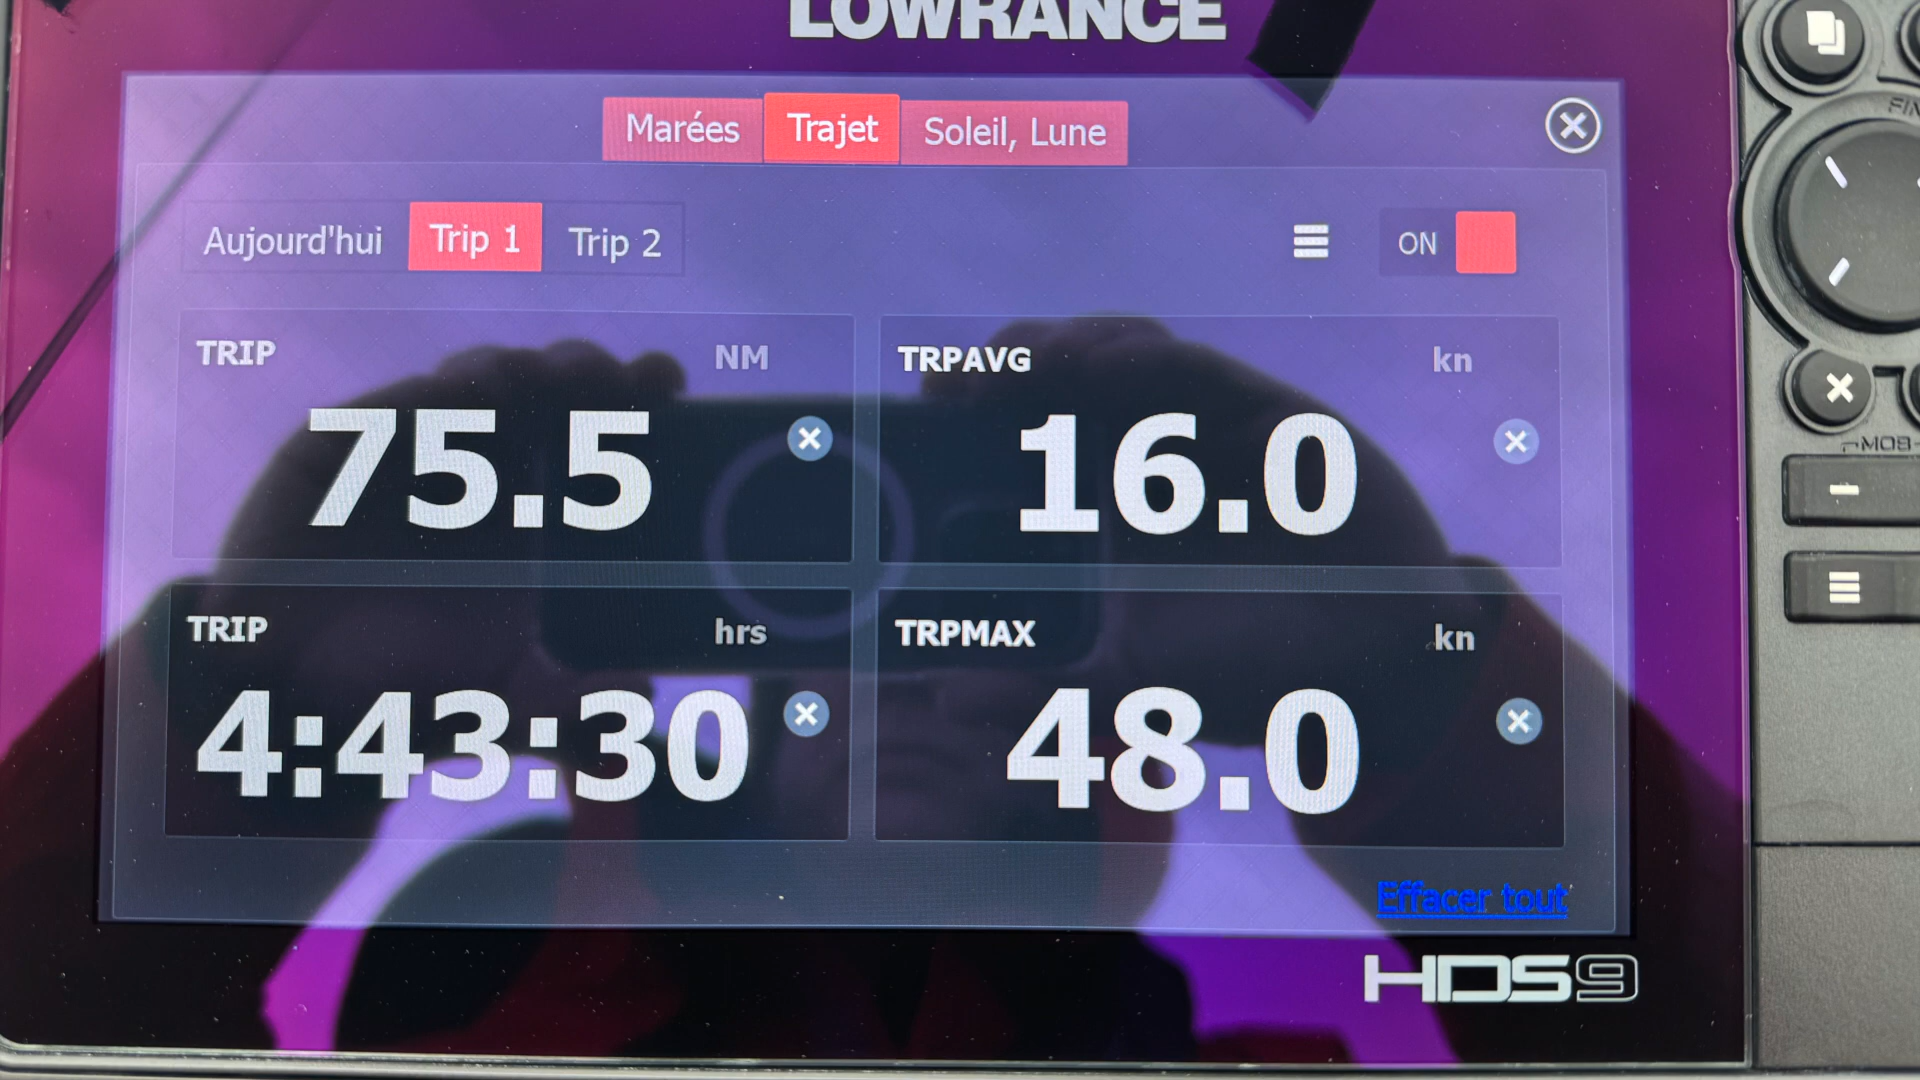 LOWRANCE
Marées Trajet Soleil, Lune
Aujourd'hui Trip 1 Trip 2 ON
TRIP NM
75.5
TRPAVG kn
16.0
TRIP hrs
4:43:30
TRPMAX kn
48.0
Effacer tout
HDS9
MOB